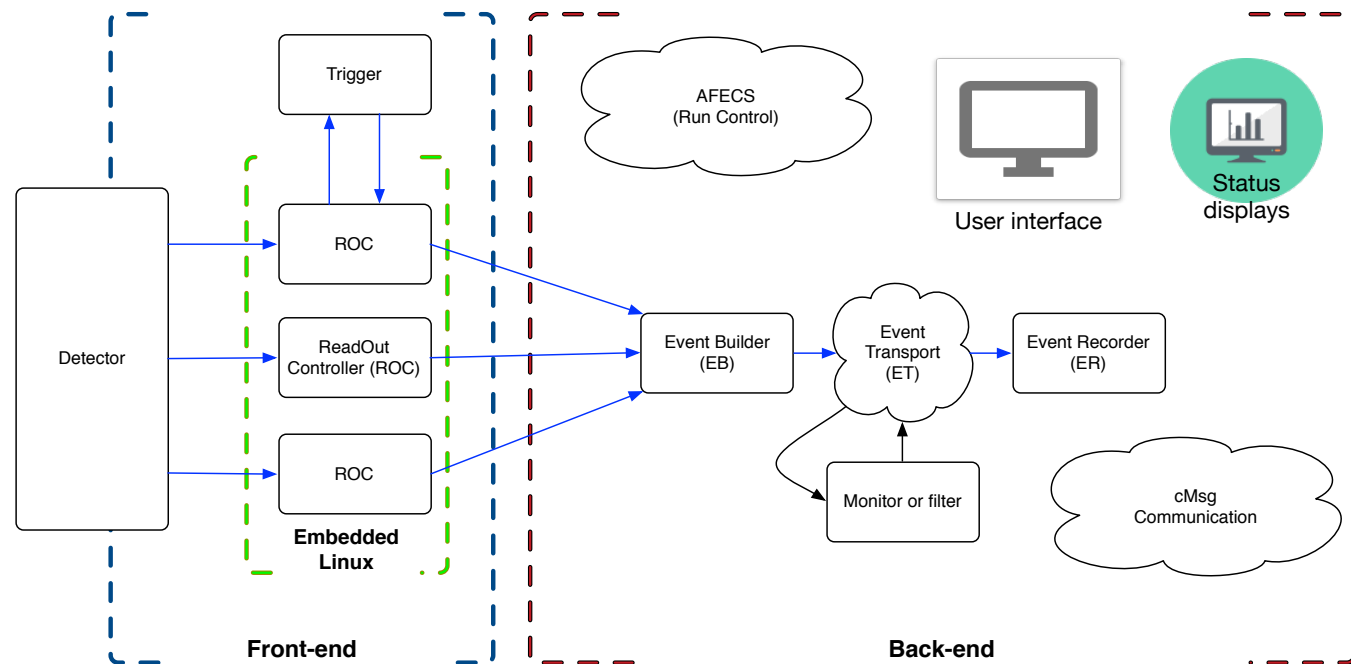 Trigger
AFECS
(Run Control)
User interface
Status
displays
Detector
ROC
ReadOut
Controller (ROC)
ROC
Embedded
Linux
Event Builder
(EB)
Event
Transport
(ET)
Event Recorder
(ER)
Monitor or filter
cMsg
Communication
Front-end
Back-end